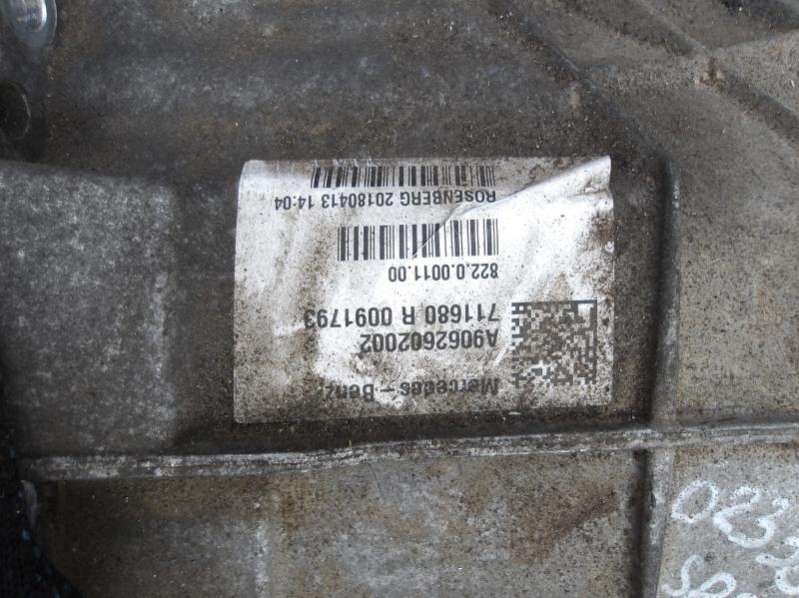 Mercedes-Benz
A9062602002
711680 R 0091793
822.0.0011.00
ROSENBERG 20180413 14:04